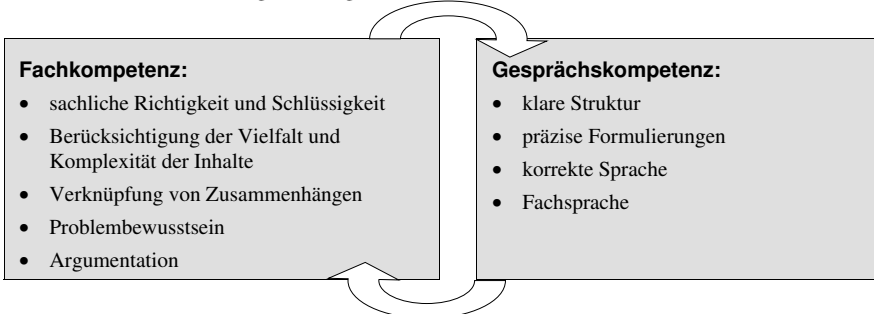 Fachkompetenz:
• sachliche Richtigkeit und Schlüssigkeit
• Berücksichtigung der Vielfalt und
Komplexität der Inhalte
• Verknüpfung von Zusammenhängen
• Problembewusstsein
• Argumentation
Gesprächskompetenz:
• klare Struktur
• präzise Formulierungen
• korrekte Sprache
• Fachsprache